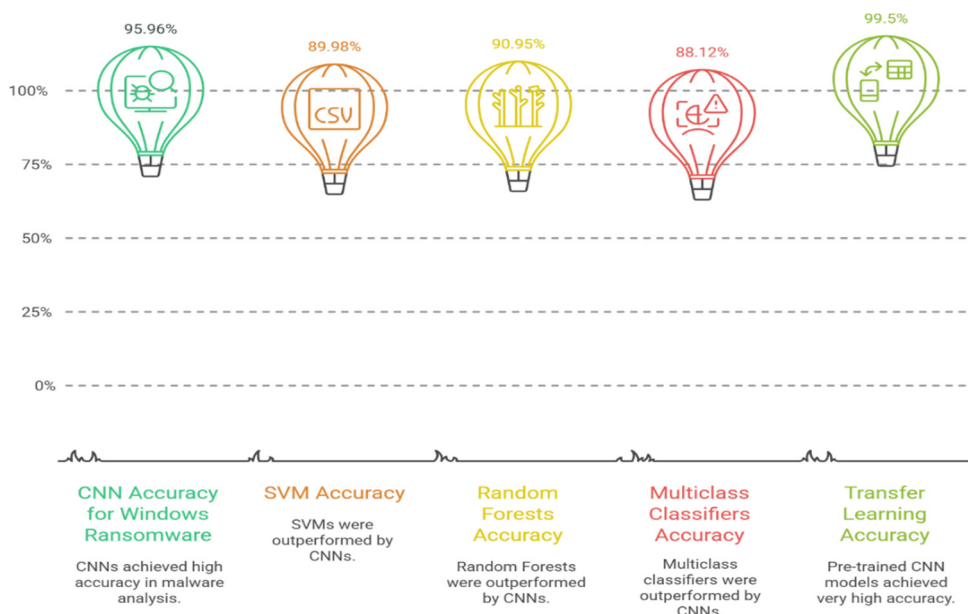 95.96%
89.98%
90.95%
88.12%
99.5%
100%
CSV
75%
50%
25%
0%
CNN Accuracy
for Windows
Ransomware
CNNs achieved high
accuracy in malware
analysis.
SVM Accuracy
SVMs were
outperformed by
CNNs.
Random
Forests
Accuracy
Random Forests
were outperformed
by CNNs.
Multiclass
Classifiers
Accuracy
Multiclass
classifiers were
outperformed by
CNNs.
Transfer
Learning
Accuracy
Pre-trained CNN
models achieved
very high accuracy.